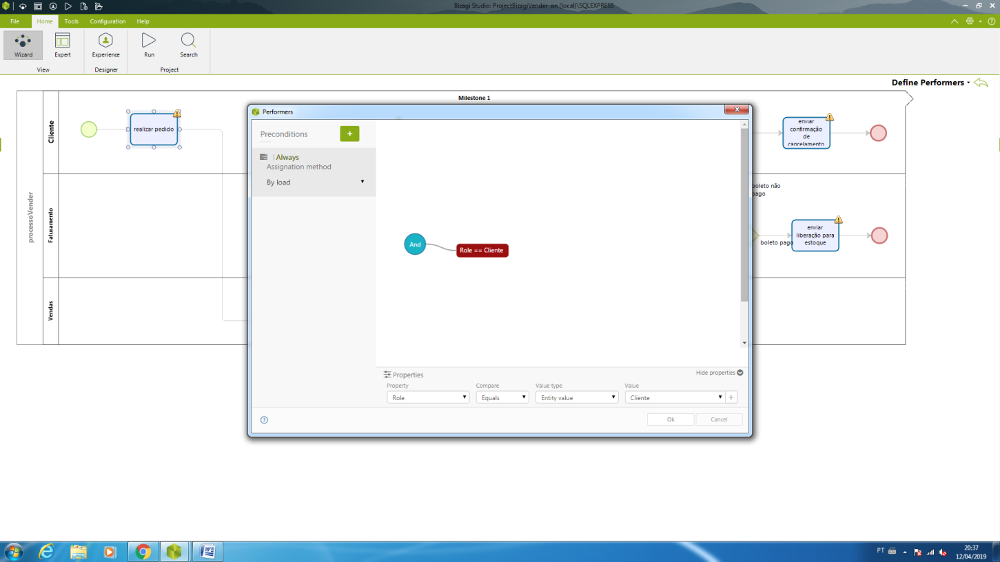 Bizagi Studio: ProjectBizagiVender on (local)\SQLEXPRESS
File Home Tools Configuration Help
Wizard Expert Experience Run Search
View Designer Project
Define Performers
Milestone 1
processoVender
Cliente
realizar pedido
enviar
confirmação
de
cancelamento
Faturamento
boleto não
pago
boleto pago
enviar
liberação para
estoque
Vendas
Performers
X
Preconditions +
Always
Assignation method
By load
And
Role == Cliente
Properties
Hide properties
Property Compare Value type Value
Role Equals Entity value Cliente +
? Ok Cancel
PT
20:37
12/04/2019